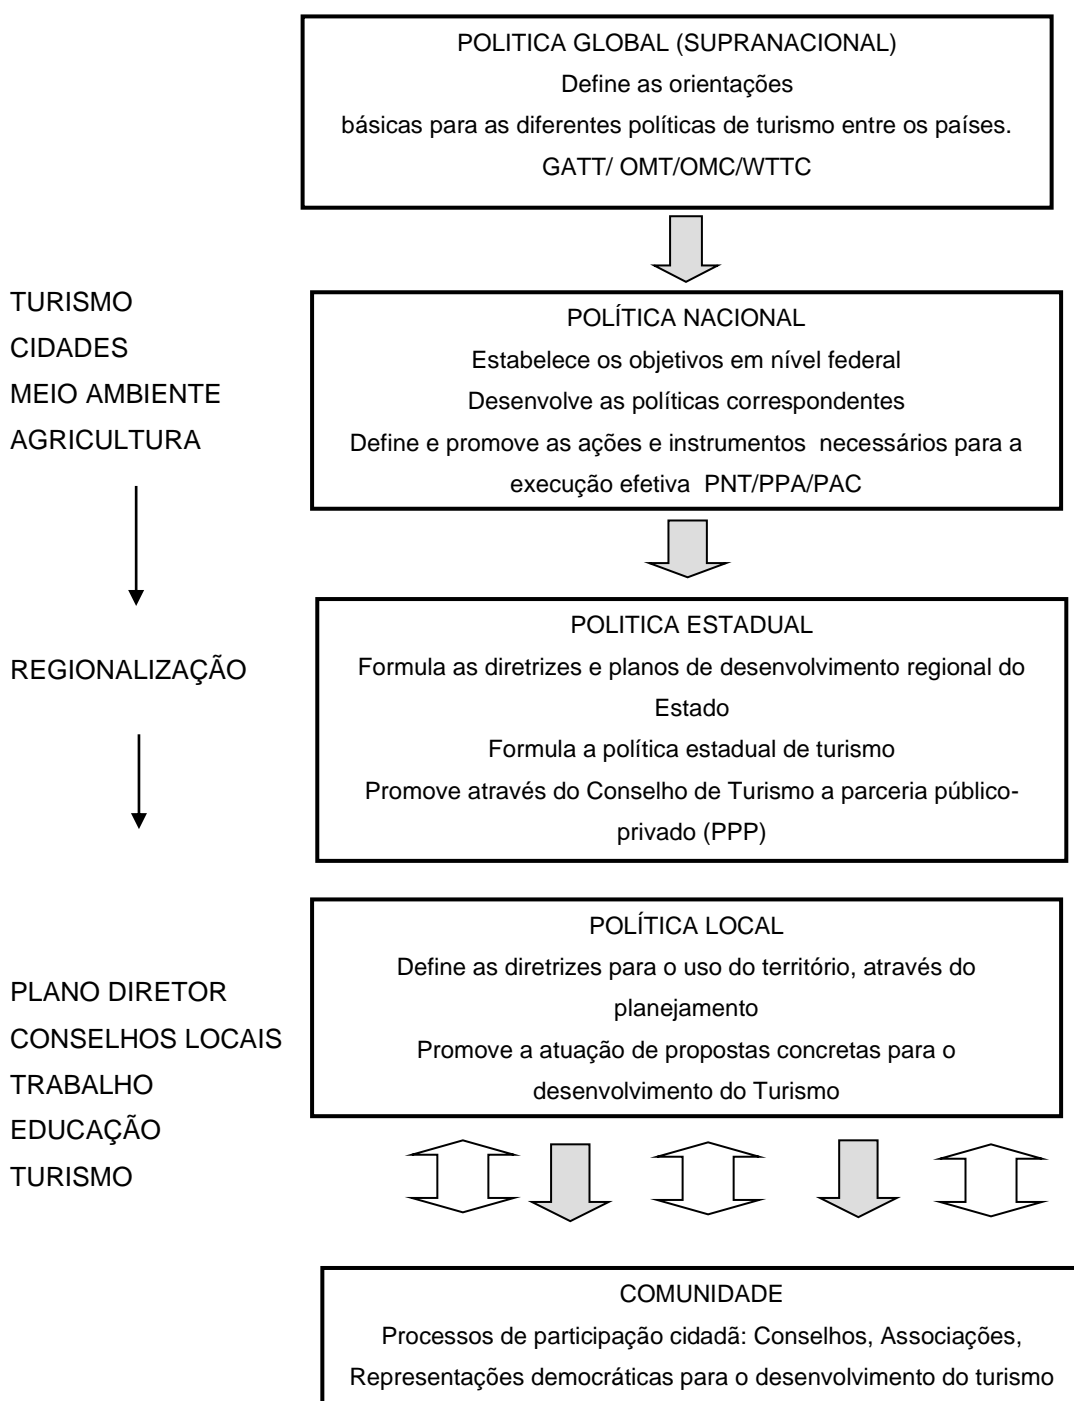 POLITICA GLOBAL (SUPRANACIONAL)
Define as orientações
básicas para as diferentes políticas de turismo entre os países.
GATT/ OMT/OMC/WTTC
TURISMO
CIDADES
MEIO AMBIENTE
AGRICULTURA
POLÍTICA NACIONAL
Estabelece os objetivos em nível federal
Desenvolve as políticas correspondentes
Define e promove as ações e instrumentos necessários para a
execução efetiva PNT/PPA/PAC
REGIONALIZAÇÃO
POLITICA ESTADUAL
Formula as diretrizes e planos de desenvolvimento regional do
Estado
Formula a política estadual de turismo
Promove através do Conselho de Turismo a parceria público-
privado (PPP)
PLANO DIRETOR
CONSELHOS LOCAIS
TRABALHO
EDUCAÇÃO
TURISMO
POLÍTICA LOCAL
Define as diretrizes para o uso do território, através do
planejamento
Promove a atuação de propostas concretas para o
desenvolvimento do Turismo
COMUNIDADE
Processos de participação cidadã: Conselhos, Associações,
Representações democráticas para o desenvolvimento do turismo